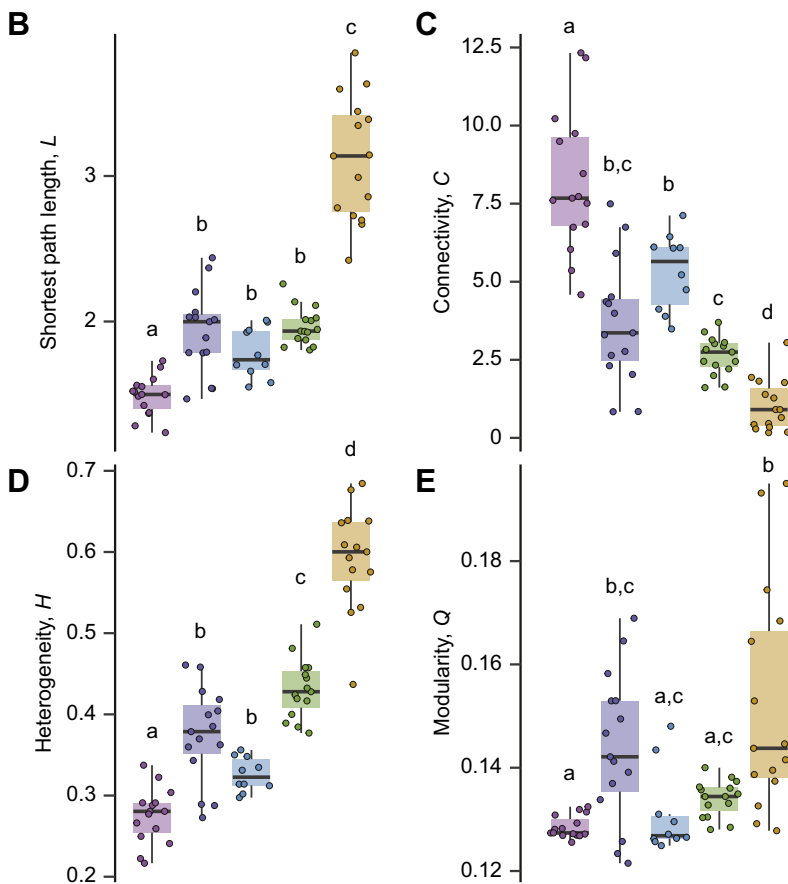 B
Shortest path length, L
3
2
a
b
b
b
c
C
Connectivity, C
12.5
10.0
7.5
5.0
2.5
0
a
b,c
b
c
d
D
Heterogeneity, H
0.7
0.6
0.5
0.4
0.3
0.2
a
b
b
c
d
E
Modularity, Q
0.18
0.16
0.14
0.12
a
b,c
a,c
a,c
b